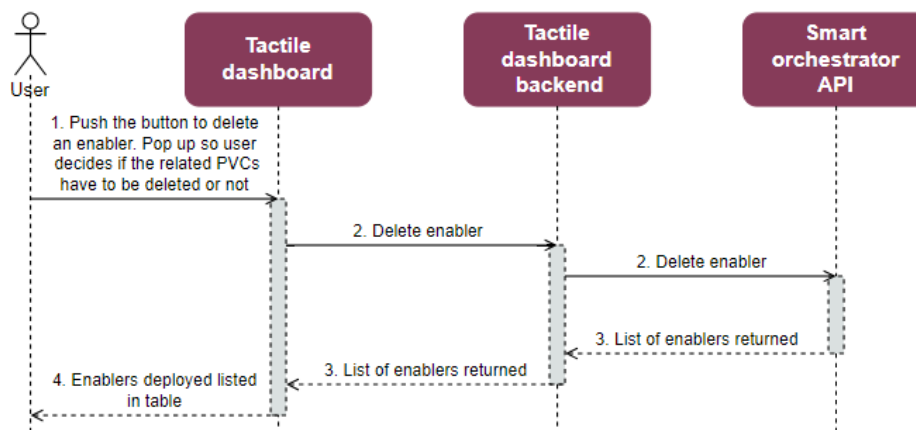 User
Tactile
dashboard
Tactile
dashboard
backend
Smart
orchestrator
API
1. Push the button to delete
an enabler. Pop up so user
decides if the related PVCs
have to be deleted or not
2. Delete enabler
2. Delete enabler
3. List of enablers returned
3. List of enablers returned
4. Enablers deployed listed
in table